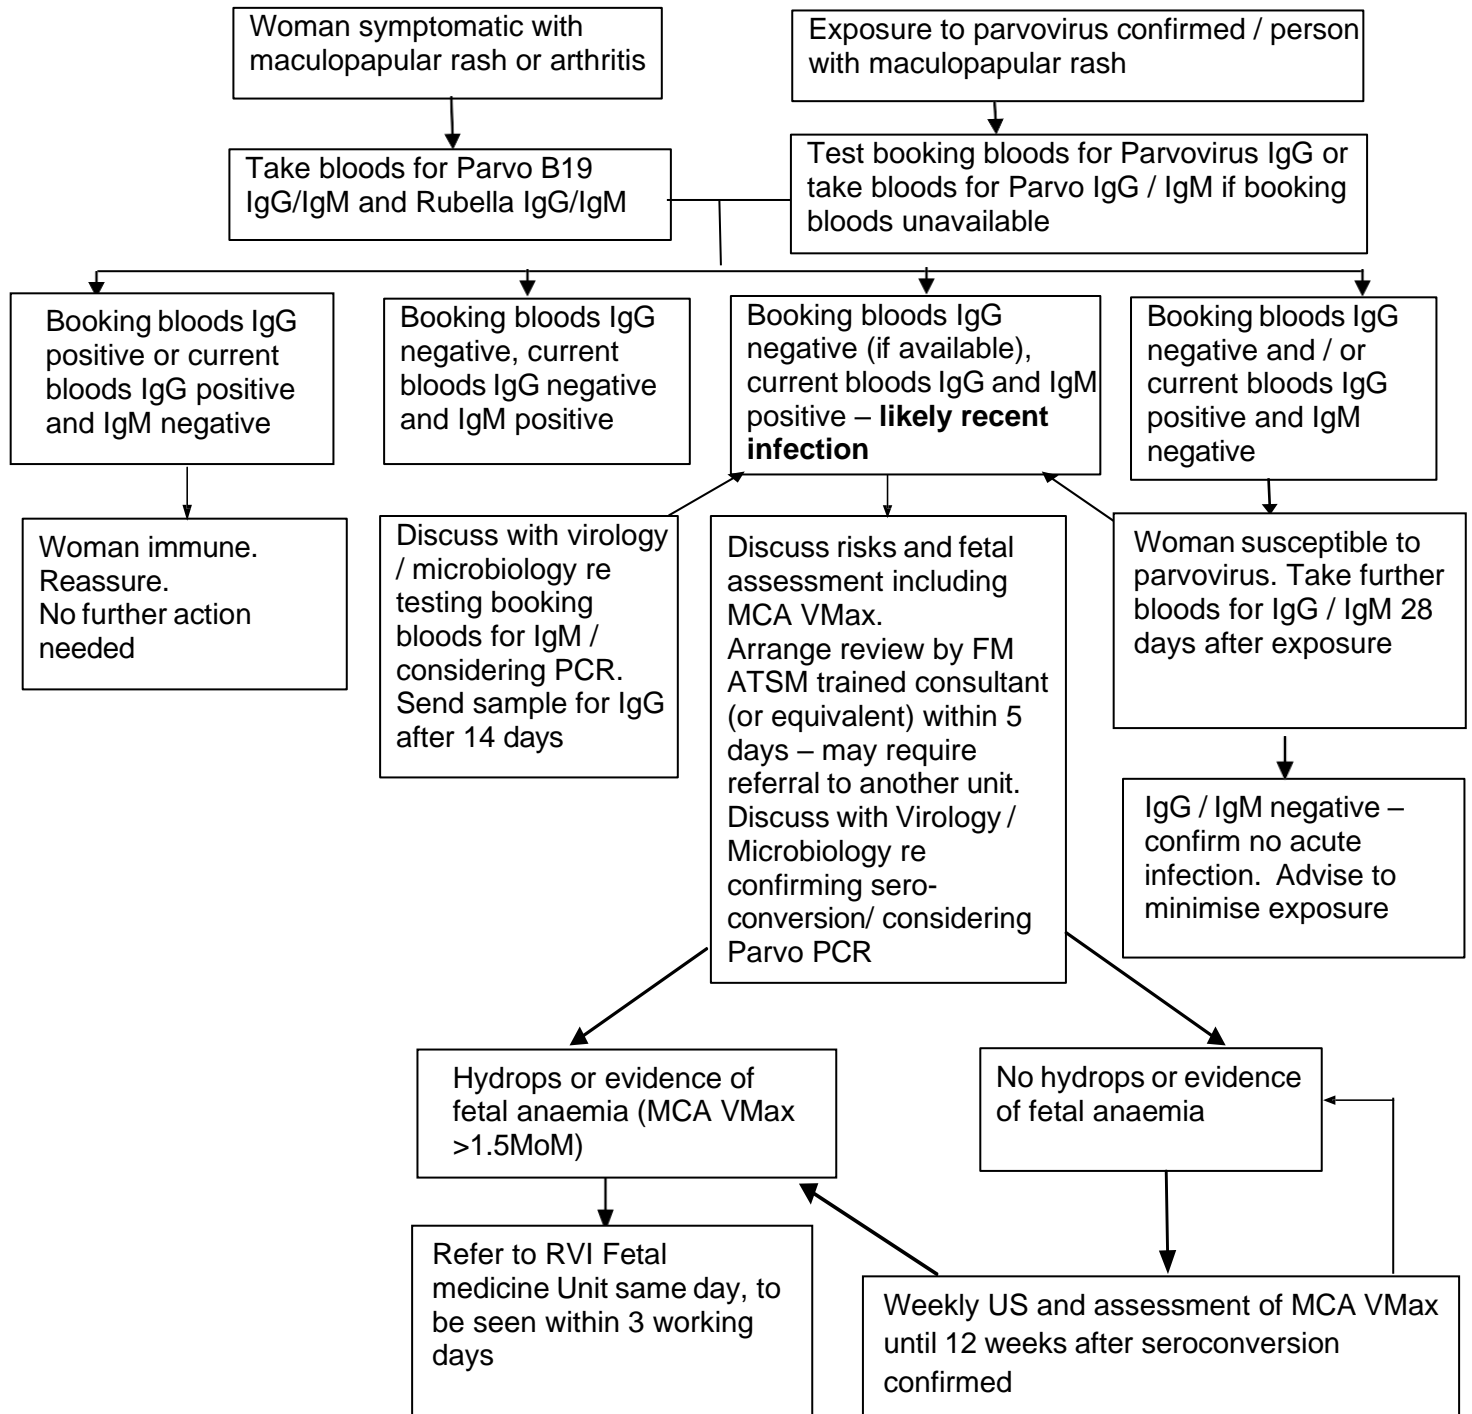 Woman symptomatic with
maculopapular rash or arthritis
Exposure to parvovirus confirmed / person
with maculopapular rash
Take bloods for Parvo B19
IgG/IgM and Rubella IgG/IgM
Test booking bloods for Parvovirus IgG or
take bloods for Parvo IgG / IgM if booking
bloods unavailable
Booking bloods IgG
positive or current
bloods IgG positive
and IgM negative
Booking bloods IgG
negative, current
bloods IgG negative
and IgM positive
Booking bloods IgG
negative (if available),
current bloods IgG and IgM
positive – likely recent
infection
Booking bloods IgG
negative and / or
current bloods IgG
positive and IgM
negative
Woman immune.
Reassure.
No further action
needed
Discuss with virology
/ microbiology re
testing booking
bloods for IgM /
considering PCR.
Send sample for IgG
after 14 days
Discuss risks and fetal
assessment including
MCA VMax.
Arrange review by FM
ATSM trained consultant
(or equivalent) within 5
days – may require
referral to another unit.
Discuss with Virology /
Microbiology re
confirming sero-
conversion/ considering
Parvo PCR
Woman susceptible to
parvovirus. Take further
bloods for IgG / IgM 28
days after exposure
IgG / IgM negative –
confirm no acute
infection. Advise to
minimise exposure
Hydrops or evidence of
fetal anaemia (MCA VMax
>1.5MoM)
No hydrops or evidence
of fetal anaemia
Refer to RVI Fetal
medicine Unit same day, to
be seen within 3 working
days
Weekly US and assessment of MCA VMax
until 12 weeks after seroconversion
confirmed